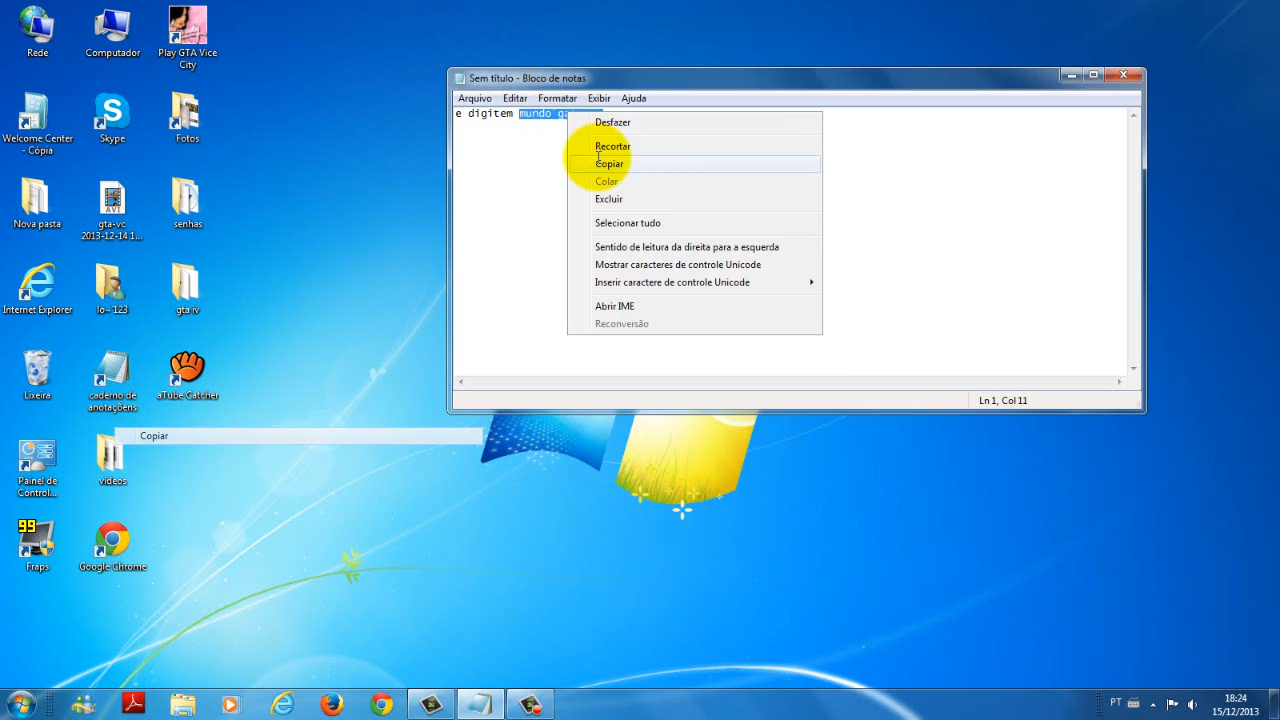 Rede
Computador
Play GTA Vice
City
Welcome Center
- Cópia
Skype
Fotos
Nova pasta
AVI
gta-vc
2013-12-14 1...
senhas
Internet Explorer
lo~ 123
gta iv
Lixeira
caderno de
anotaçõens
aTube Catcher
Copiar
Painel de
Control...
videos
99
Fraps
Google Chrome
Sem título - Bloco de notas
Arquivo Editar Formatar Exibir Ajuda
e digitem mundo
Desfazer
Recortar
Copiar
Colar
Excluir
Selecionar tudo
Sentido de leitura da direita para a esquerda
Mostrar caracteres de controle Unicode
Inserir caractere de controle Unicode
Abrir IME
Reconversão
Ln 1, Col 11
PT
18:24
15/12/2013